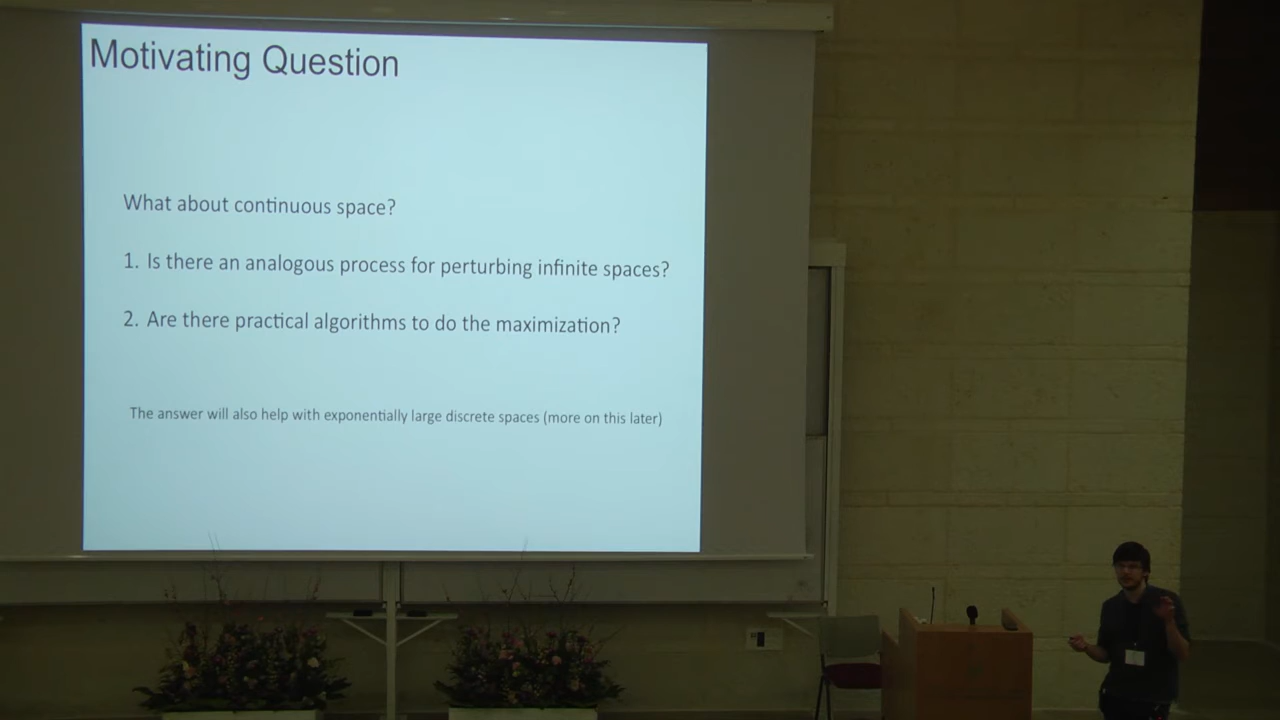 Motivating Question
What about continuous space?
1. Is there an analogous process for perturbing infinite spaces?
2. Are there practical algorithms to do the maximization?
The answer will also help with exponentially large discrete spaces (more on this later)